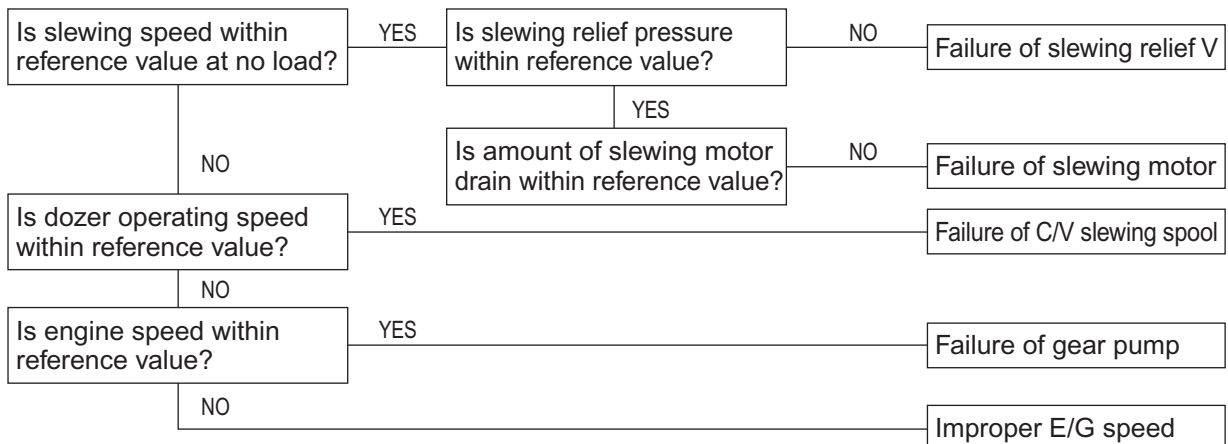 Is slewing speed within
reference value at no load?
YES
Is slewing relief pressure
within reference value?
NO
Failure of slewing relief V
YES
NO
Is amount of slewing motor
drain within reference value?
NO
Failure of slewing motor
Is dozer operating speed
within reference value?
YES
Failure of C/V slewing spool
NO
Is engine speed within
reference value?
YES
Failure of gear pump
NO
Improper E/G speed